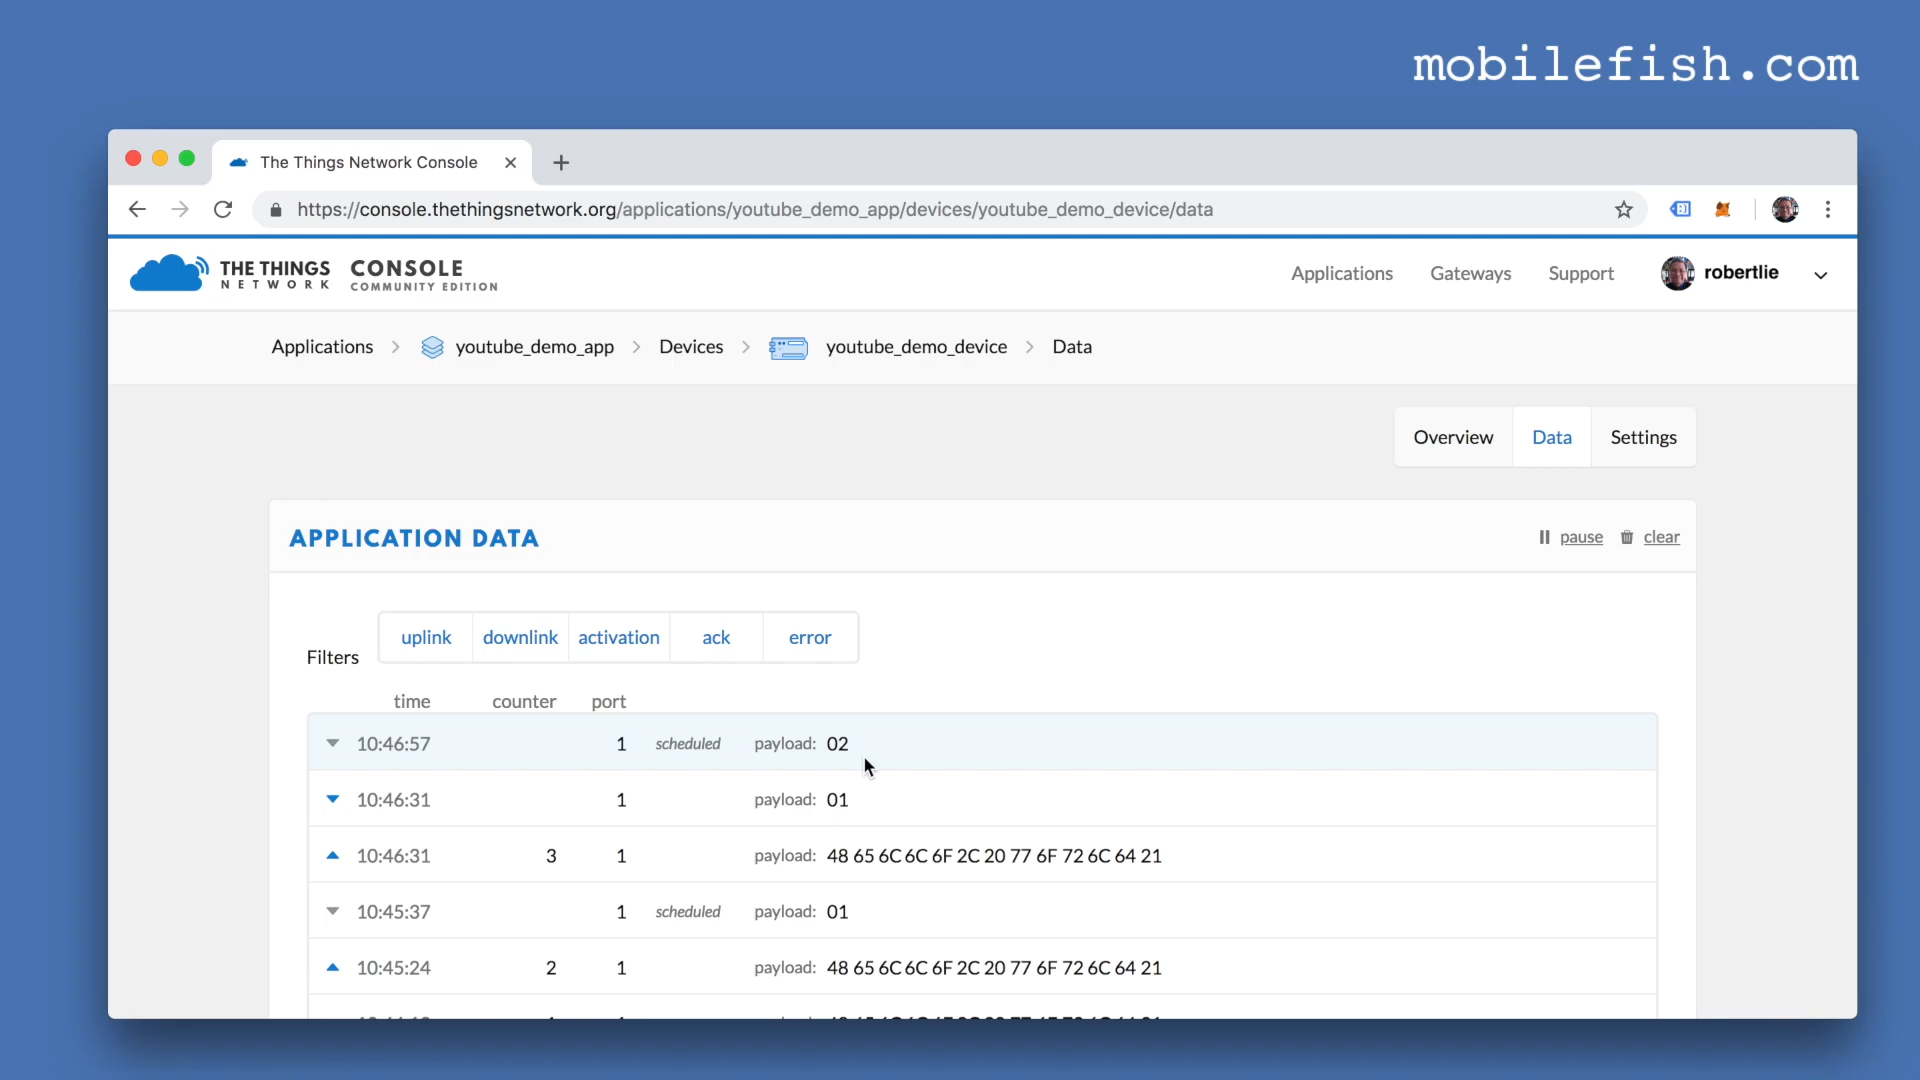 mobilefish.com
The Things Network Console
https://console.thethingsnetwork.org/applications/youtube_demo_app/devices/youtube_demo_device/data
THE THINGS NETWORK CONSOLE COMMUNITY EDITION
Applications Gateways Support robertlie
Applications youtube_demo_app Devices youtube_demo_device Data
Overview Data Settings
APPLICATION DATA pause clear
Filters uplink downlink activation ack error
time counter port
10:46:57 1 scheduled payload: 02
10:46:31 1 payload: 01
10:46:31 3 1 payload: 48 65 6C 6C 6F 2C 20 77 6F 72 6C 64 21
10:45:37 1 scheduled payload: 01
10:45:24 2 1 payload: 48 65 6C 6C 6F 2C 20 77 6F 72 6C 64 21